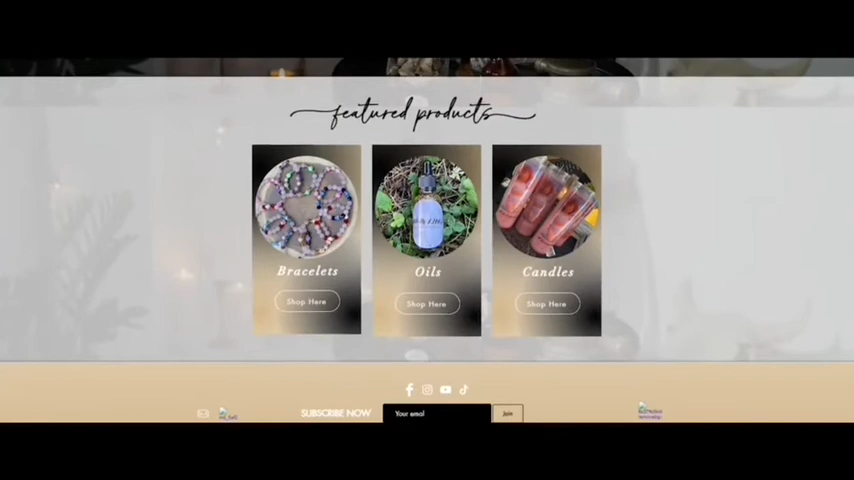 featured products
Bracelets
Oils
Candles
Shop Here
Shop Here
Shop Here
SUBSCRIBE NOW
Your email
Join